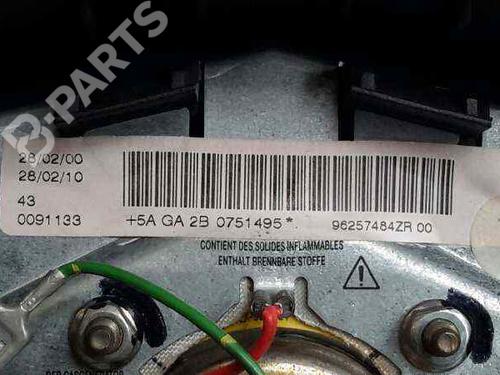 B-PARTS
28/02/00
28/02/10
43
0091133
+5A GA 2B 0751495*
96257484ZR 00
CONTIENT DES SOLIDES INFLAMMABLES
ENTHALT BRENNBARE STOFFE